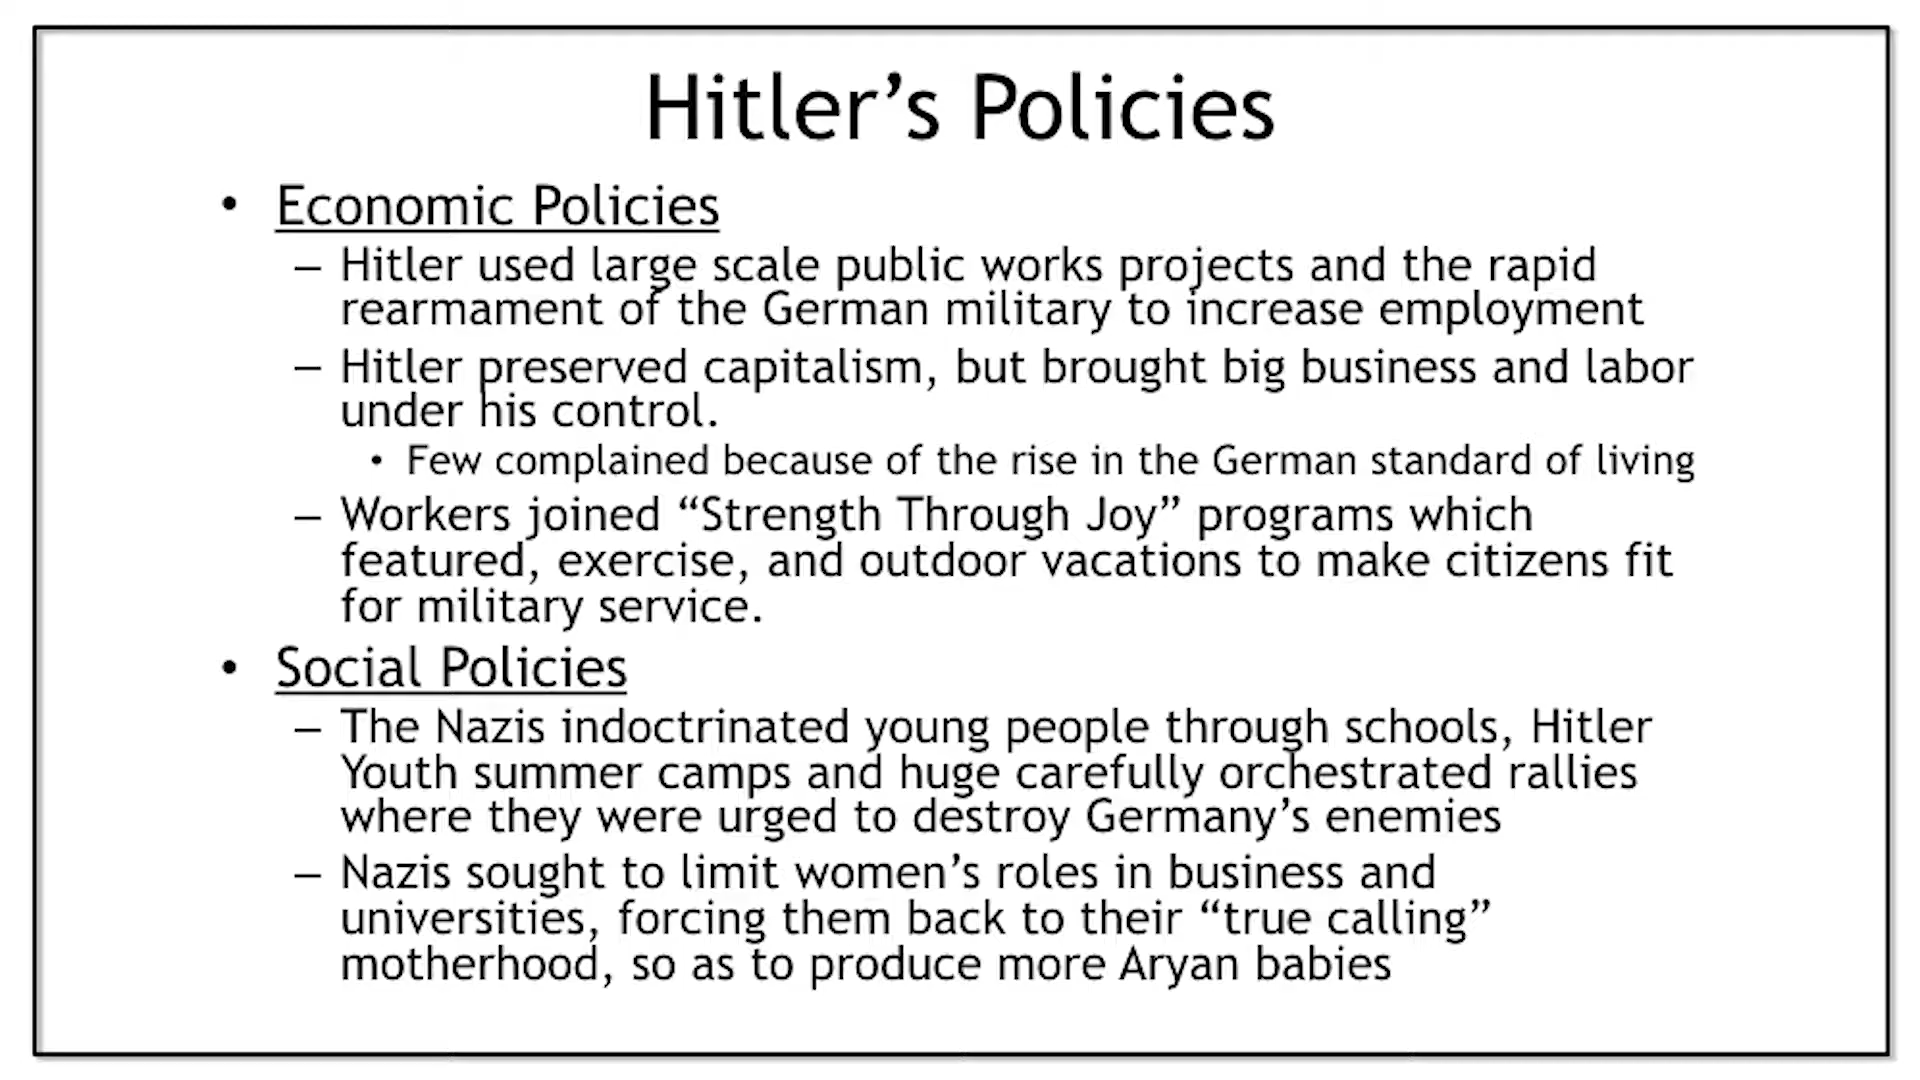 Hitler’s Policies
• Economic Policies
– Hitler used large scale public works projects and the rapid
rearmament of the German military to increase employment
– Hitler preserved capitalism, but brought big business and labor
under his control.
• Few complained because of the rise in the German standard of living
– Workers joined “Strength Through Joy” programs which
featured, exercise, and outdoor vacations to make citizens fit
for military service.
• Social Policies
– The Nazis indoctrinated young people through schools, Hitler
Youth summer camps and huge carefully orchestrated rallies
where they were urged to destroy Germany’s enemies
– Nazis sought to limit women’s roles in business and
universities, forcing them back to their “true calling”
motherhood, so as to produce more Aryan babies